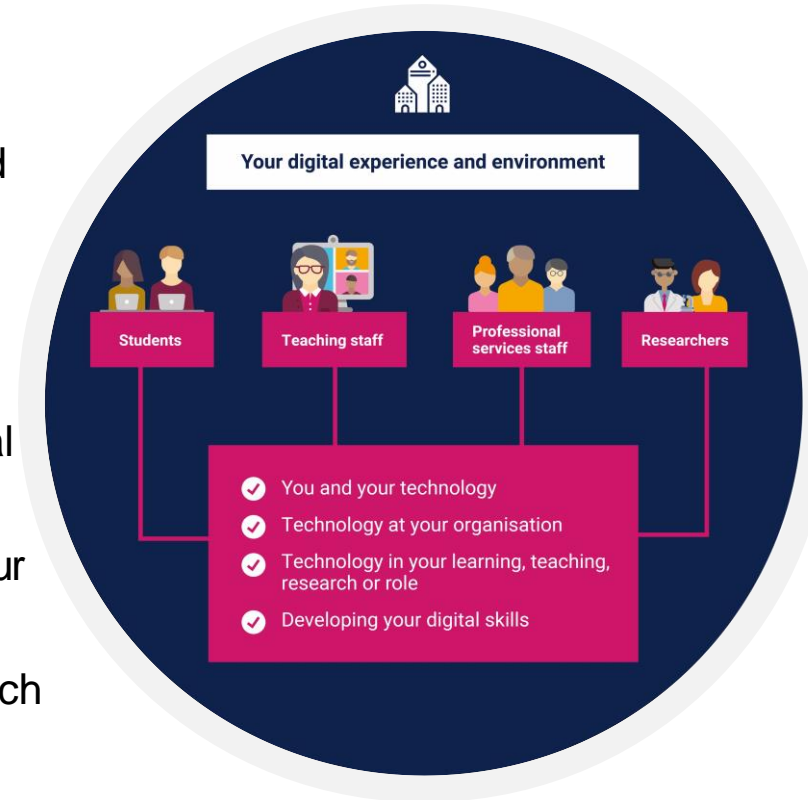 Your digital experience and environment
Students
Teaching staff
Professional
services staff
Researchers
You and your technology
Technology at your organisation
Technology in your learning, teaching,
research or role
Developing your digital skills